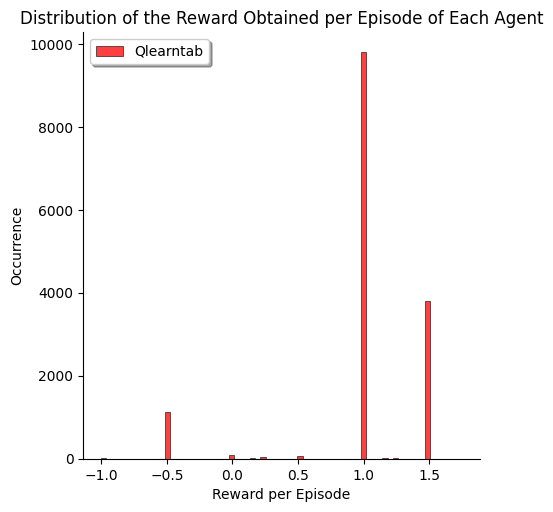 Distribution of the Reward Obtained per Episode of Each Agent
Qlearntab
10000
8000
6000
4000
2000
0
Occurrence
−1.0 −0.5 0.0 0.5 1.0 1.5
Reward per Episode